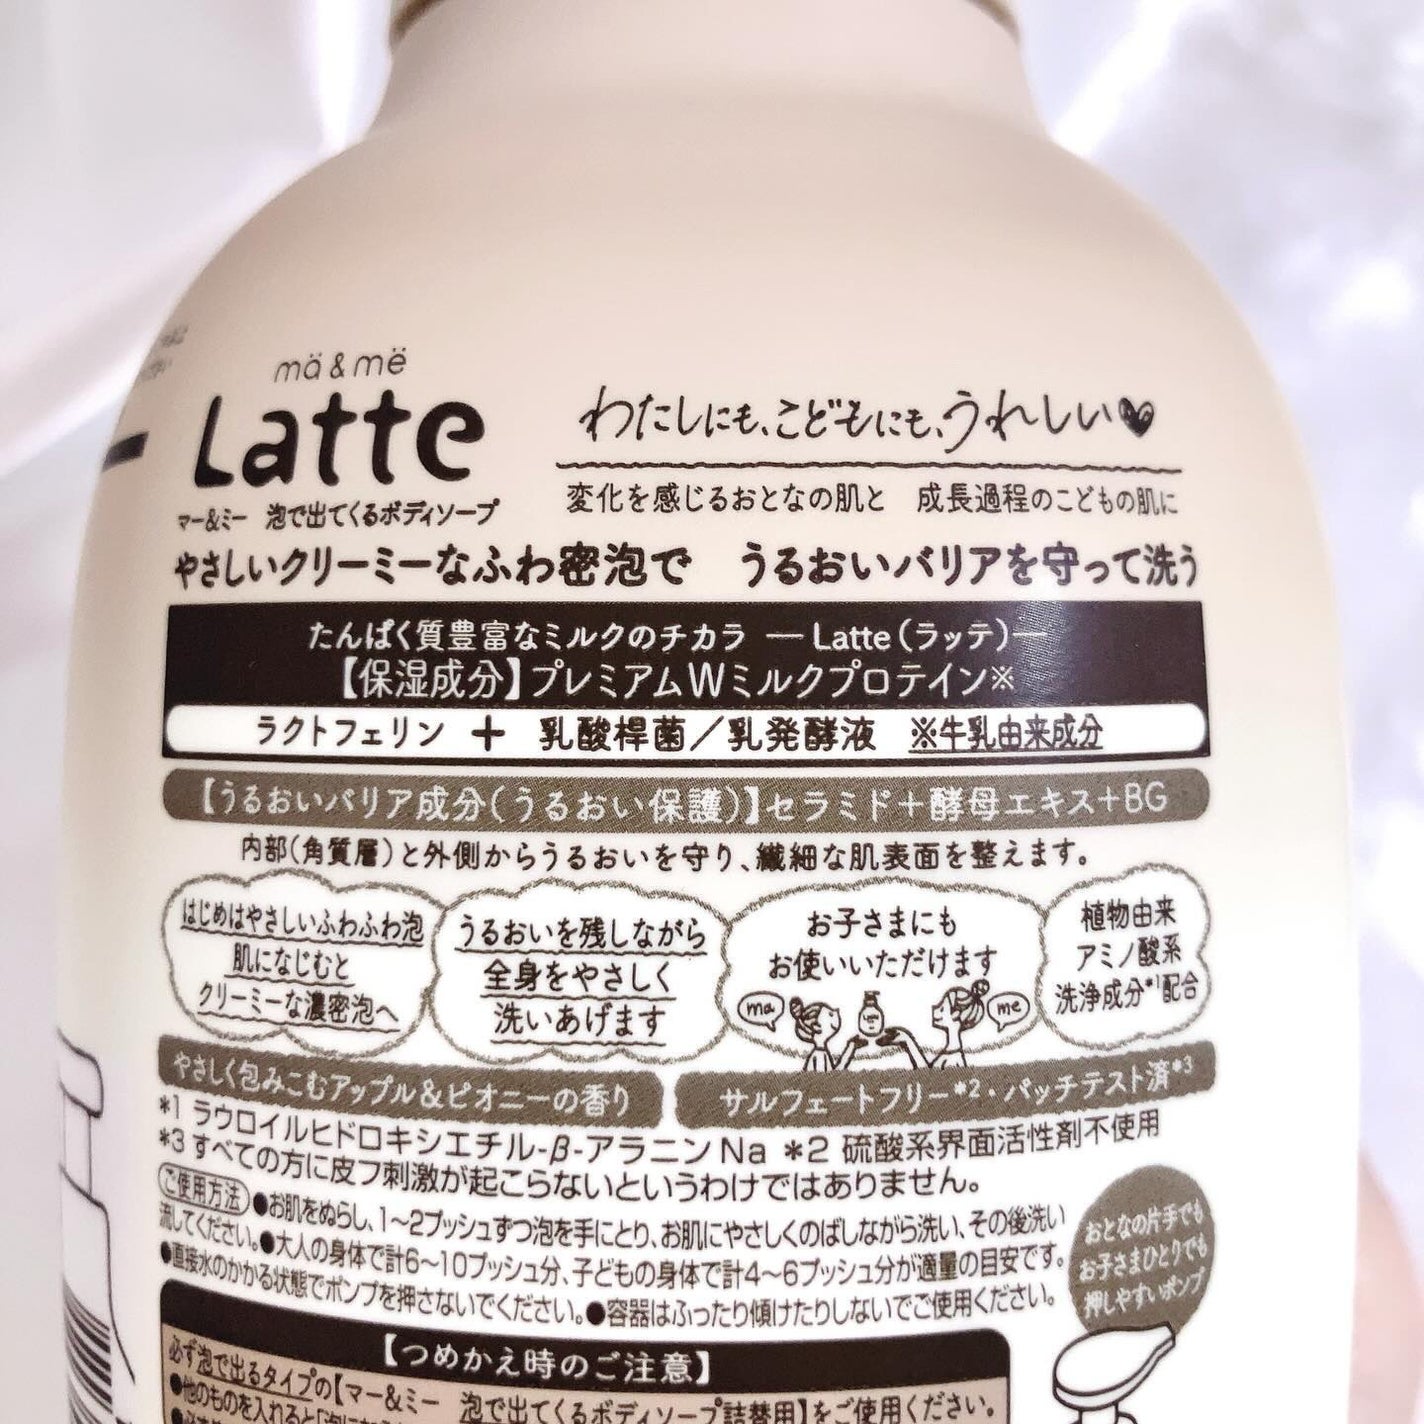 mä & më
Latte
マー&ミー 泡で出てくるボディソープ
わたしにも、こどもにも、うれしい
変化を感じるおとなの肌と 成長過程のこどもの肌に
やさしいクリーミーなふわ密泡で うるおいバリアを守って洗う
たんぱく質豊富なミルクのチカラ ―Latte(ラッテ)―
【保湿成分】プレミアムWミルクプロテイン※
ラクトフェリン + 乳酸桿菌/乳発酵液 ※牛乳由来成分
【うるおいバリア成分(うるおい保護)】セラミド+酵母エキス+BG
内部(角質層)と外側からうるおいを守り、繊細な肌表面を整えます。
はじめはやさしいふわふわ泡
肌になじむと
クリーミーな濃密泡へ
うるおいを残しながら
全身をやさしく
洗いあげます
お子さまにも
お使いいただけます
ma
me
植物由来
アミノ酸系
洗浄成分*1配合
やさしく包みこむアップル&ピオニーの香り
サルフェートフリー*2・パッチテスト済*3
*1 ラウロイルヒドロキシエチル-β-アラニンNa *2 硫酸系界面活性剤不使用
*3 すべての方に皮フ刺激が起こらないというわけではありません。
ご使用方法 ●お肌をぬらし、1〜2プッシュずつ泡を手にとり、お肌にやさしくのばしながら洗い、その後洗い
流してください。●大人の身体で計6〜10プッシュ分、子どもの身体で計4〜6プッシュ分が適量の目安です。
●直接水のかかる状態でポンプを押さないでください。●容器はふったり傾けたりしないでご使用ください。
おとなの片手でも
お子さまひとりでも
押しやすいポンプ
【つめかえ時のご注意】
必ず泡で出るタイプの【マー&ミー 泡で出てくるボディソープ詰替用】をご使用ください。
●他のものを入れると「泡に